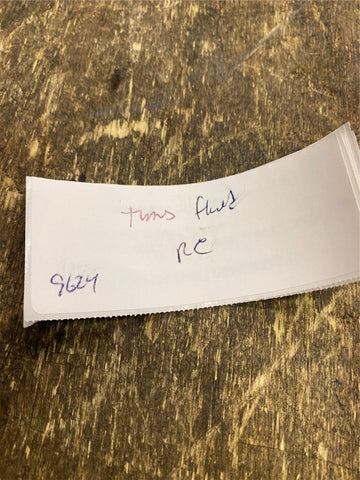 trans fluid
RC
9624